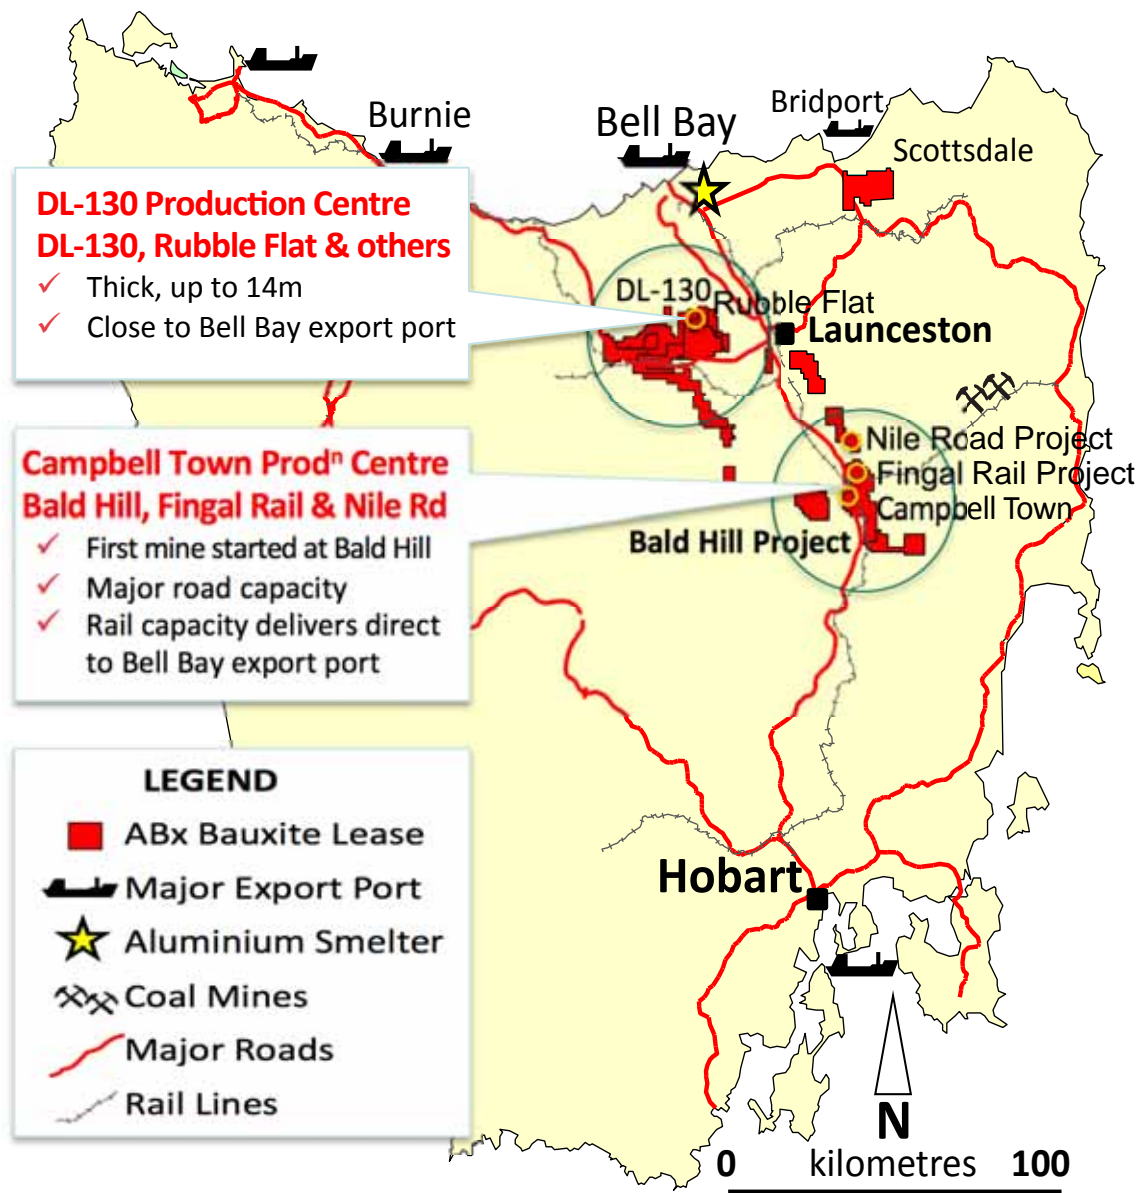 Burnie
Bell Bay
Bridport
Scottsdale
DL-130 Production Centre
DL-130, Rubble Flat & others
✓ Thick, up to 14m
✓ Close to Bell Bay export port
DL-130
Rubble Flat
Launceston
Campbell Town Prodⁿ Centre
Bald Hill, Fingal Rail & Nile Rd
✓ First mine started at Bald Hill
✓ Major road capacity
✓ Rail capacity delivers direct
to Bell Bay export port
Nile Road Project
Fingal Rail Project
Campbell Town
Bald Hill Project
LEGEND
ABx Bauxite Lease
Major Export Port
Aluminium Smelter
Coal Mines
Major Roads
Rail Lines
Hobart
N
0 kilometres 100